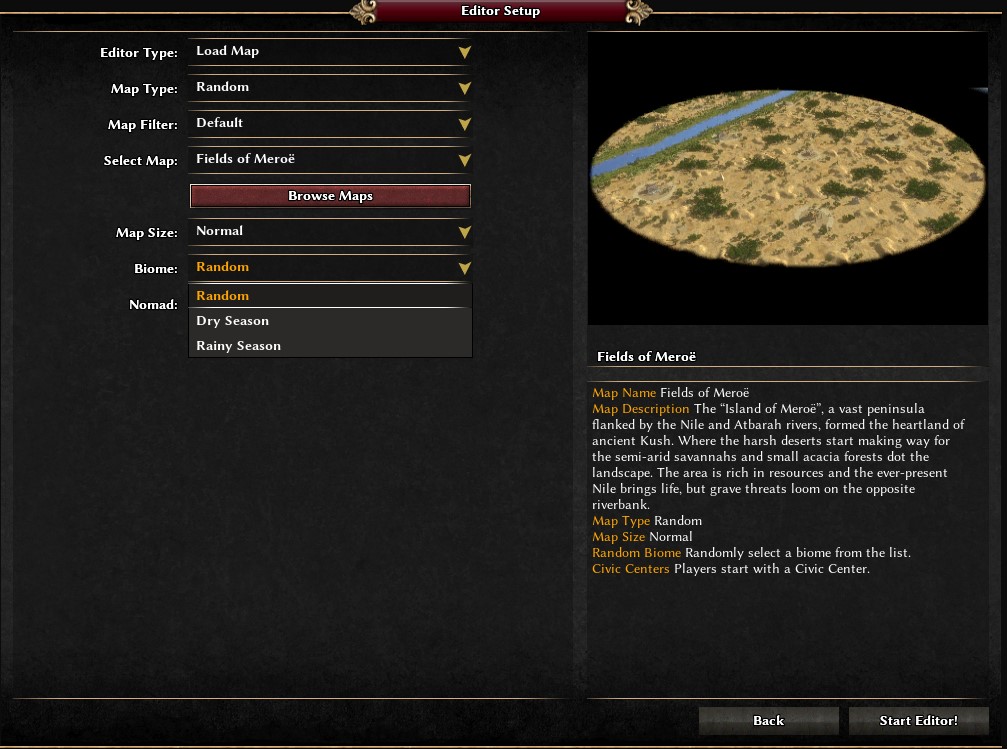 Editor Setup
Editor Type: Load Map
Map Type: Random
Map Filter: Default
Select Map: Fields of Meroë
Browse Maps
Map Size: Normal
Biome: Random
Random
Nomad:
Dry Season
Rainy Season
Fields of Meroë
Map Name Fields of Meroë
Map Description The “Island of Meroë”, a vast peninsula
flanked by the Nile and Atbarah rivers, formed the heartland of
ancient Kush. Where the harsh deserts start making way for
the semi-arid savannahs and small acacia forests dot the
landscape. The area is rich in resources and the ever-present
Nile brings life, but grave threats loom on the opposite
riverbank.
Map Type Random
Map Size Normal
Random Biome Randomly select a biome from the list.
Civic Centers Players start with a Civic Center.
Back
Start Editor!